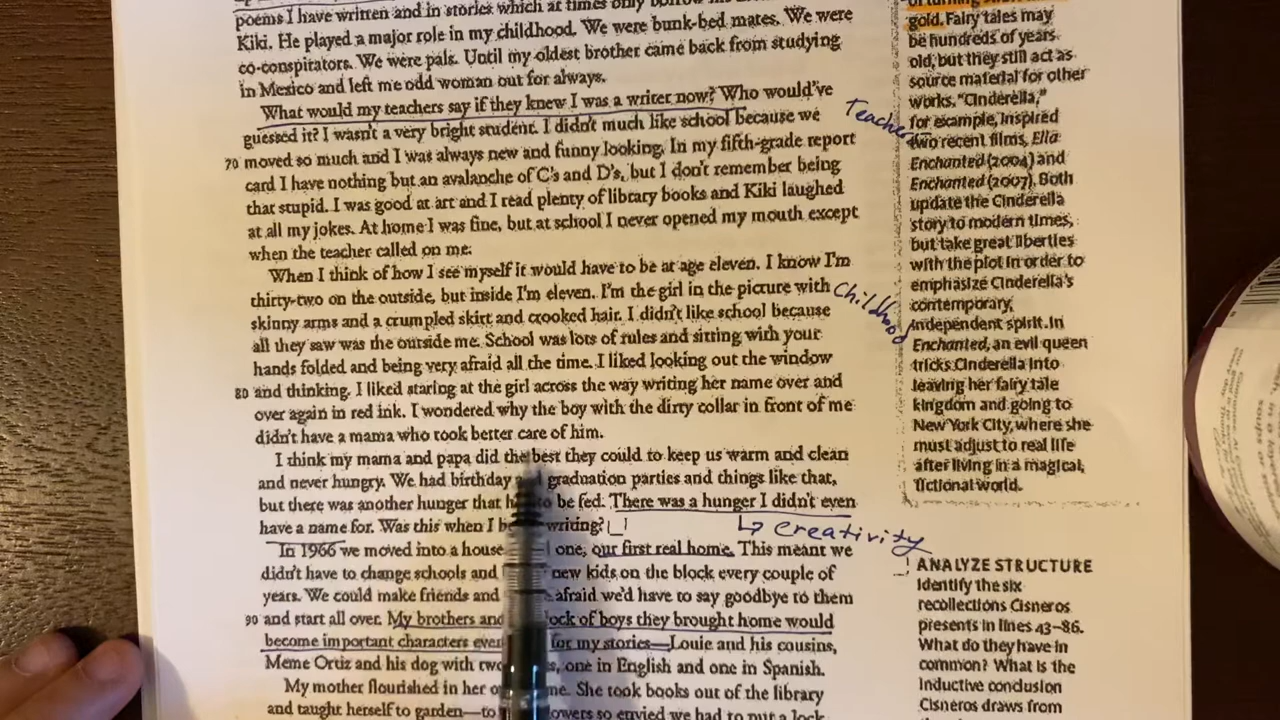 poems I have written and in stories which at times only
Kiki. He played a major role in my childhood. We were bunk-bed mates. We were
co-conspirators. We were pals. Until my oldest brother came back from studying
in Mexico and left me odd woman out for always.
What would my teachers say if they knew I was a writer now? Who would've
guessed it? I wasn't a very bright student. I didn't much like school because we
70 moved so much and I was always new and funny looking. In my fifth-grade report
card I have nothing but an avalanche of C's and D's, but I don't remember being
that stupid. I was good at art and I read plenty of library books and Kiki laughed
at all my jokes. At home I was fine, but at school I never opened my mouth except
when the teacher called on me.
When I think of how I see myself it would have to be at age eleven. I know I'm
thirty-two on the outside, but inside I'm eleven. I'm the girl in the picture with
skinny arms and a crumpled skirt and crooked hair. I didn't like school because
all they saw was the outside me. School was lots of rules and sitting with your
hands folded and being very afraid all the time. I liked looking out the window
80 and thinking. I liked staring at the girl across the way writing her name over and
over again in red ink. I wondered why the boy with the dirty collar in front of me
didn't have a mama who took better care of him.
I think my mama and papa did the best they could to keep us warm and clean
and never hungry. We had birthday graduation parties and things like that,
but there was another hunger that to be fed. There was a hunger I didn't even
have a name for. Was this when I writing?
In 1966 we moved into a house one, our first real home. This meant we
didn't have to change schools and new kids on the block every couple of
years. We could make friends and afraid we'd have to say goodbye to them
90 and start all over. My brothers and of boys they brought home would
become important characters for my stories—Louie and his cousins,
Meme Ortiz and his dog with one in English and one in Spanish.
My mother flourished in her She took books out of the library
and taught herself to garden—to so envied we had to put a lock
Teacher
Childhood
↳ creativity
gold. Fairy tales may
be hundreds of years
old, but they still act as
source material for other
works. "Cinderella,"
for example, inspired
two recent films, Ella
Enchanted (2004) and
Enchanted (2007). Both
update the Cinderella
story to modern times,
but take great liberties
with the plot in order to
emphasize Cinderella's
contemporary,
independent spirit. In
Enchanted, an evil queen
tricks Cinderella into
leaving her fairy tale
kingdom and going to
New York City, where she
must adjust to real life
after living in a magical,
fictional world.
ANALYZE STRUCTURE
Identify the six
recollections Cisneros
presents in lines 43–86.
What do they have in
common? What is the
inductive conclusion
Cisneros draws from